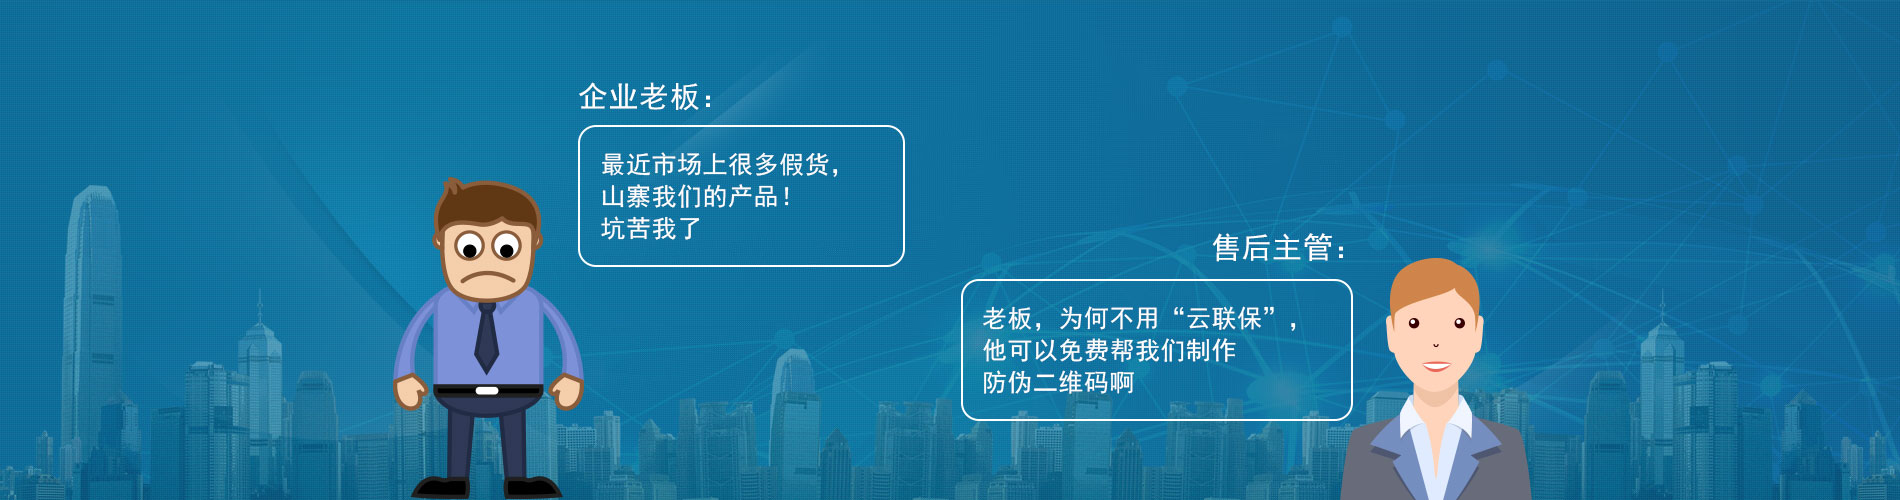 企业老板：
最近市场上很多假货，
山寨我们的产品！
坑苦我了
售后主管：
老板，为何不用“云联保”，
他可以免费帮我们制作
防伪二维码啊